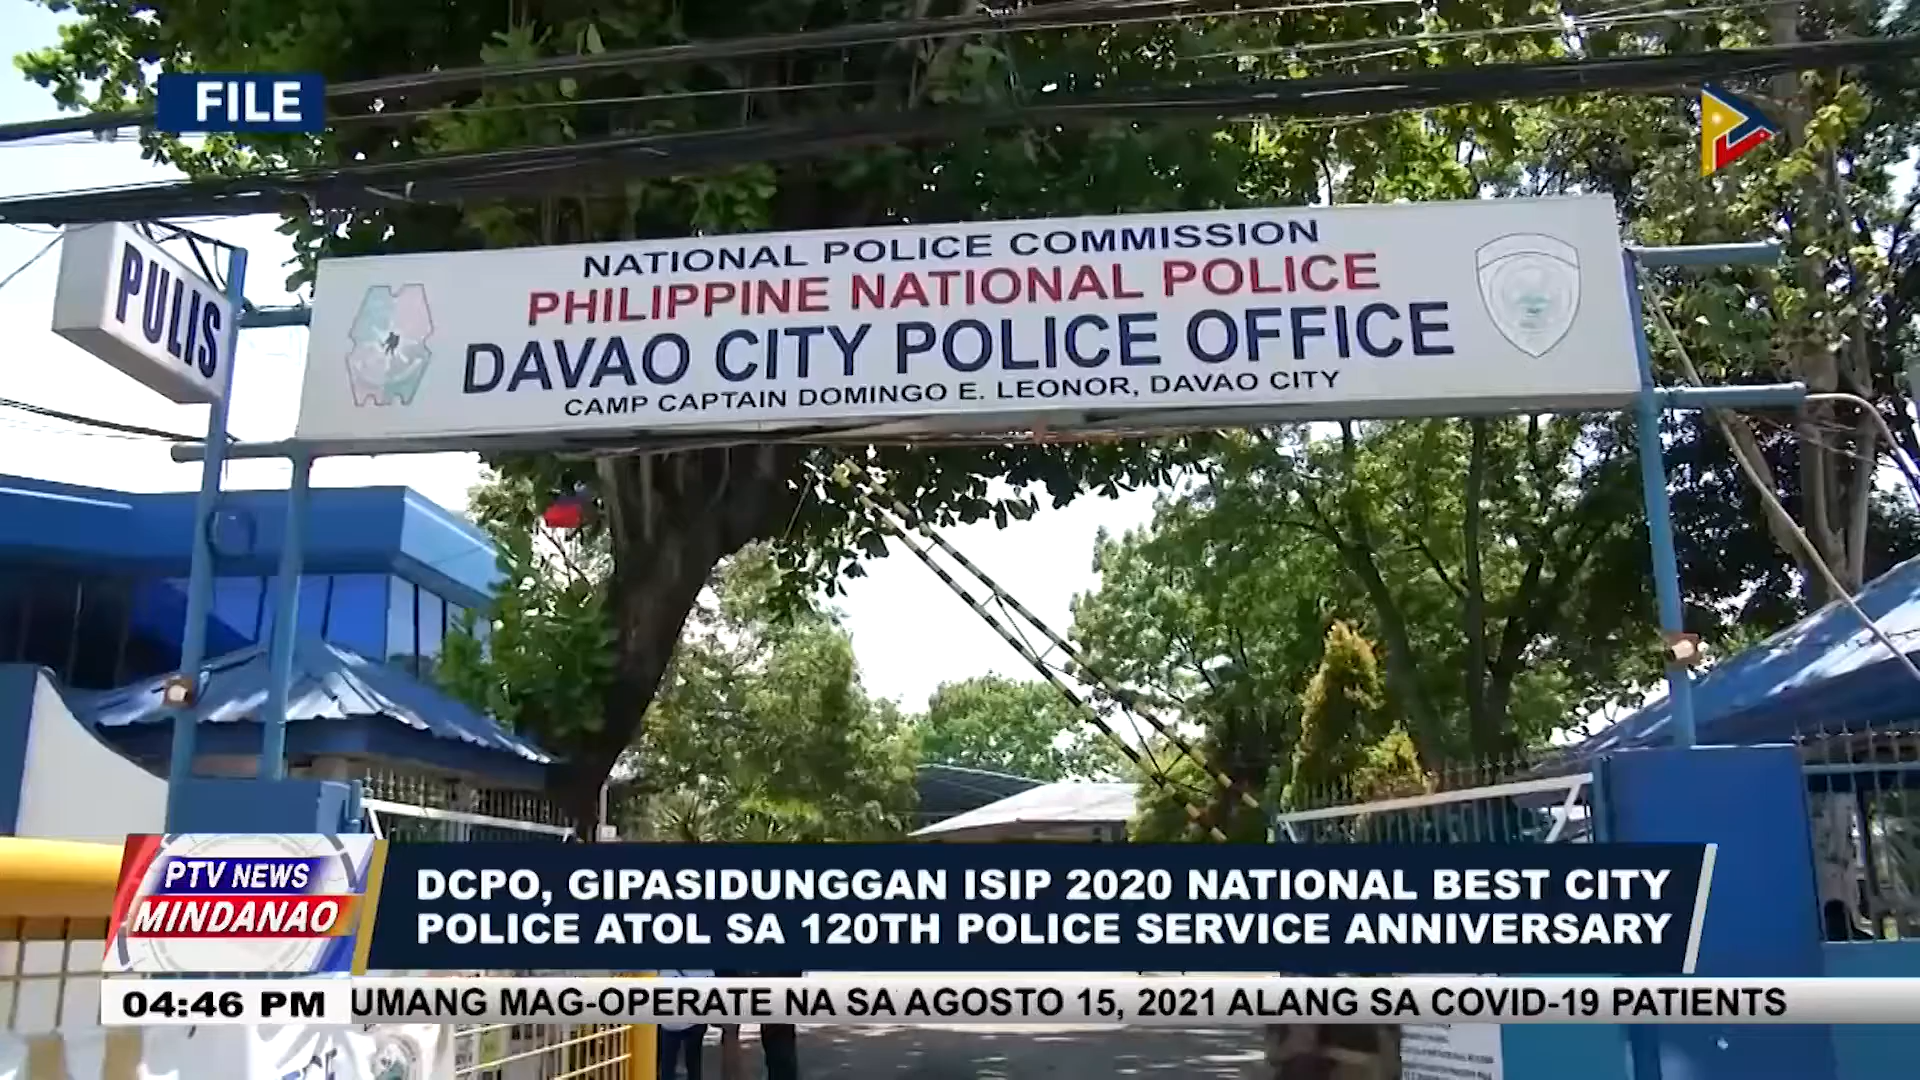 FILE
PULIS
NATIONAL POLICE COMMISSION
PHILIPPINE NATIONAL POLICE
DAVAO CITY POLICE OFFICE
CAMP CAPTAIN DOMINGO E. LEONOR, DAVAO CITY
PTV NEWS
MINDANAO
DCPO, GIPASIDUNGGAN ISIP 2020 NATIONAL BEST CITY
POLICE ATOL SA 120TH POLICE SERVICE ANNIVERSARY
04:46 PM
UMANG MAG-OPERATE NA SA AGOSTO 15, 2021 ALANG SA COVID-19 PATIENTS